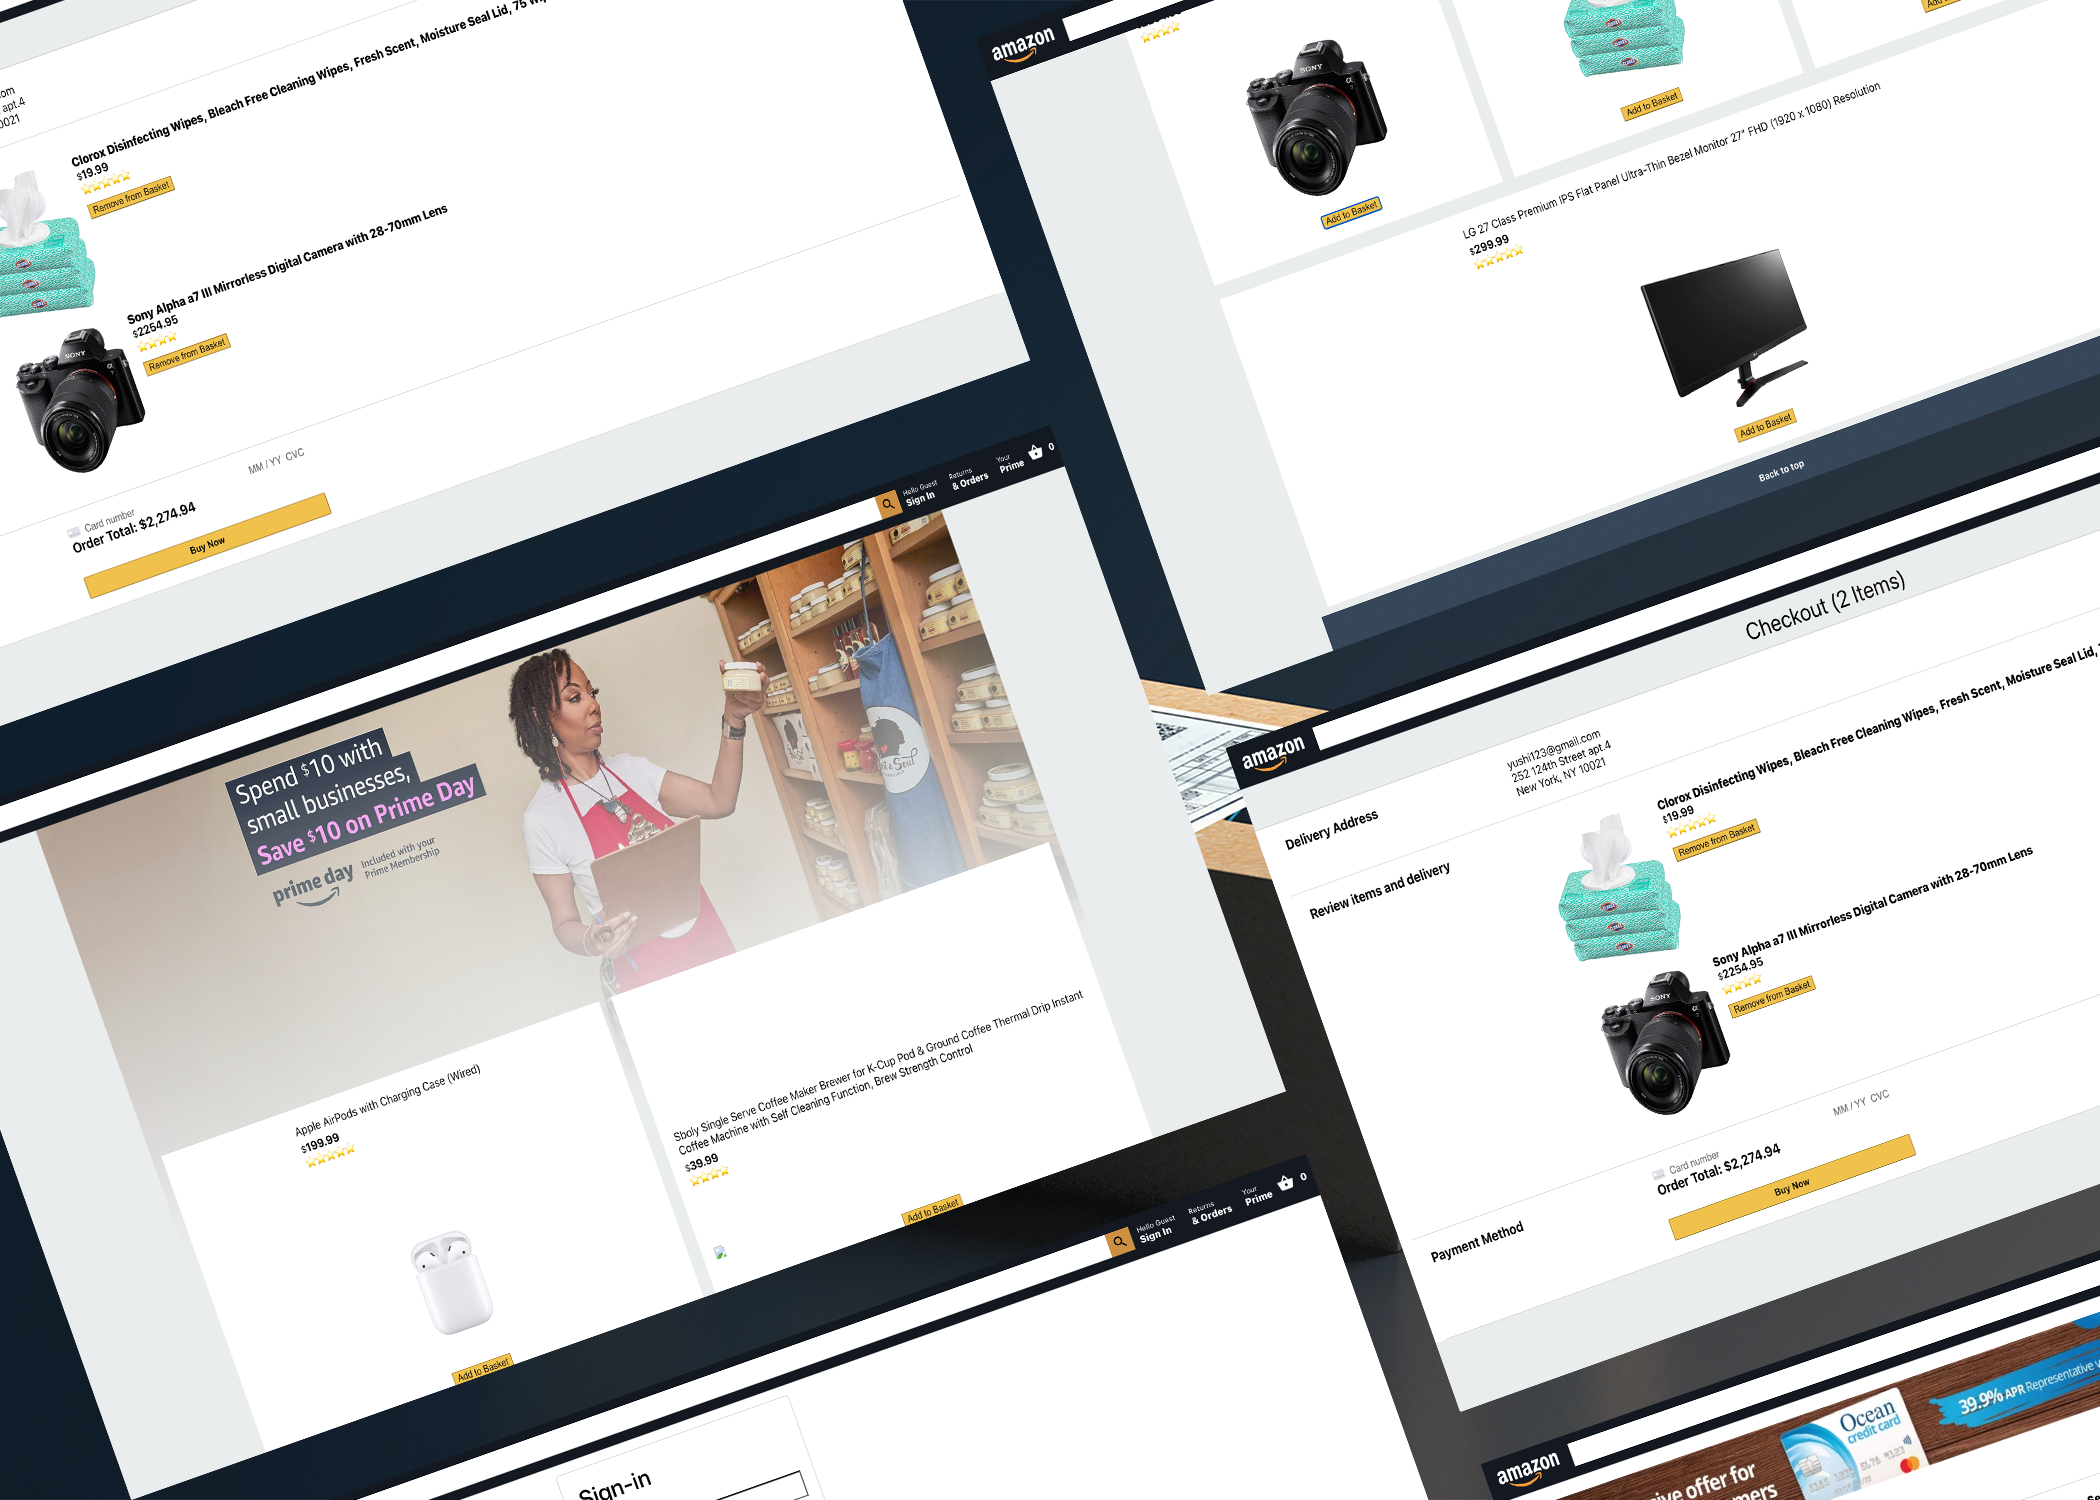 Clorox Disinfecting Wipes, Bleach Free Cleaning Wipes, Fresh Scent, Moisture Seal Lid, 75
$19.99
Remove from Basket
apt.4
Sony Alpha a7 III Mirrorless Digital Camera with 28-70mm Lens
$2254.95
Remove from Basket
SONY
MM / YY CVC
Card number
Order Total: $2,274.94
Buy Now
amazon
SONY
Add to Basket
Add to Basket
LG 27 Class Premium IPS Flat Panel Ultra-Thin Bezel Monitor 27" FHD (1920 x 1080) Resolution
$299.99
Add to Basket
Back to top
Hello Guest
Sign In
Returns
& Orders
Your
Prime
0
Spend $10 with
small businesses,
Save $10 on Prime Day
prime day
Included with your
Prime Membership
Apple AirPods with Charging Case (Wired)
$199.99
Add to Basket
Sboly Single Serve Coffee Maker Brewer for K-Cup Pod & Ground Coffee Thermal Drip Instant
Coffee Machine with Self Cleaning Function, Brew Strength Control
$39.99
Add to Basket
amazon
Checkout (2 Items)
Delivery Address
yushi123@gmail.com
252 124th Street apt.4
New York, NY 10021
Review items and delivery
Clorox Disinfecting Wipes, Bleach Free Cleaning Wipes, Fresh Scent, Moisture Seal Lid,
$19.99
Remove from Basket
Sony Alpha a7 III Mirrorless Digital Camera with 28-70mm Lens
$2254.95
Remove from Basket
SONY
MM / YY CVC
Card number
Order Total: $2,274.94
Buy Now
Payment Method
Hello Guest
Sign In
Returns
& Orders
Your
Prime
0
Sign-in
amazon
offer for
Ocean
credit card
39.9% APR Representative